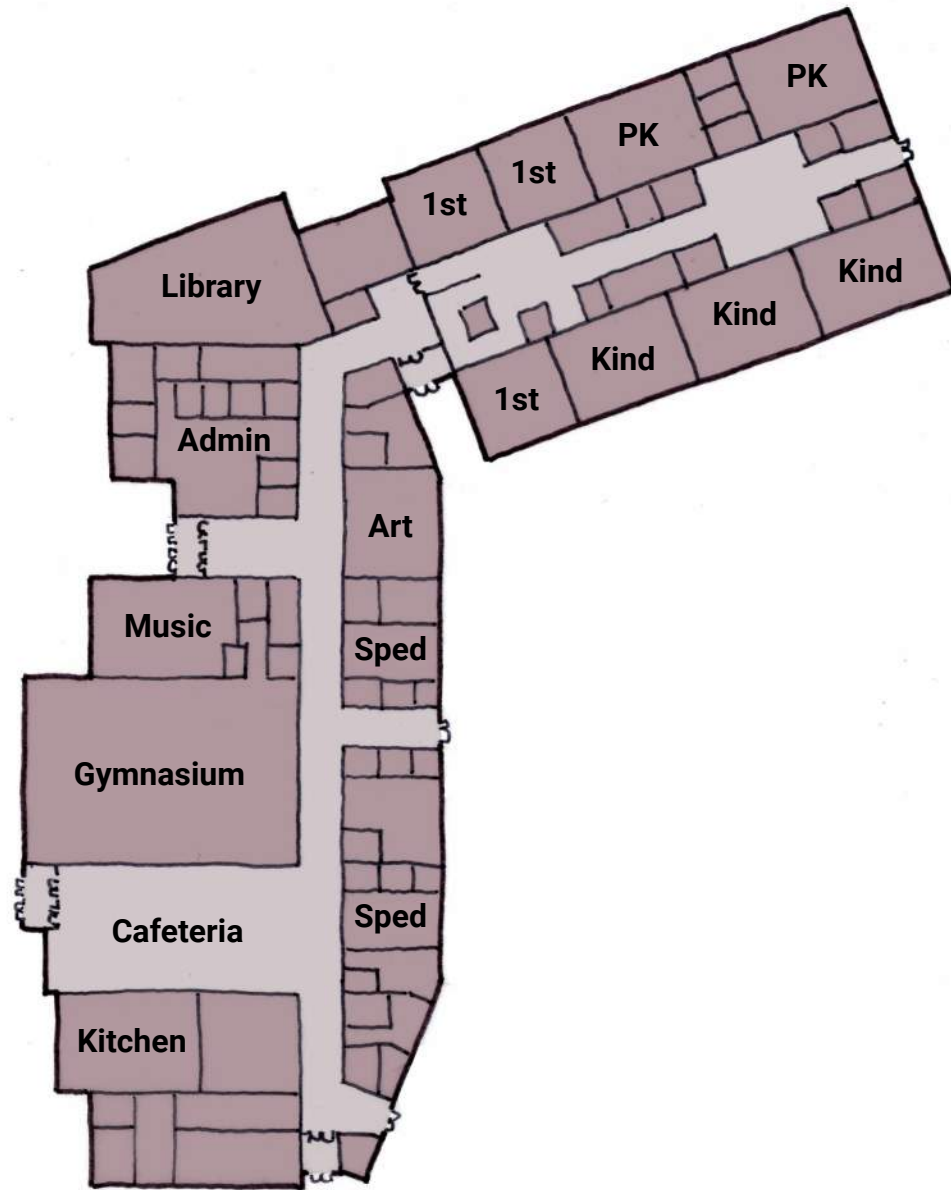 PK
PK
1st
1st
Library
Kind
Kind
Kind
1st
Admin
Art
Music
Sped
Gymnasium
Sped
Cafeteria
Kitchen